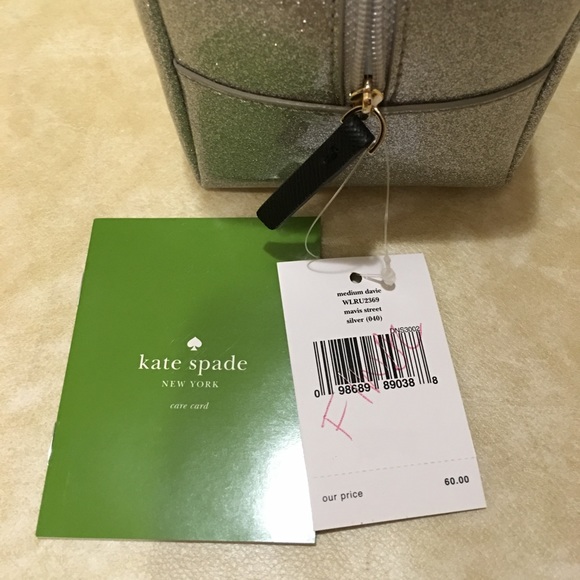 kate spade
NEW YORK
care card
medium davie
WLRU2369
mavis street
silver (040)
DNS3002
0 98689 89038 8
our price
60.00